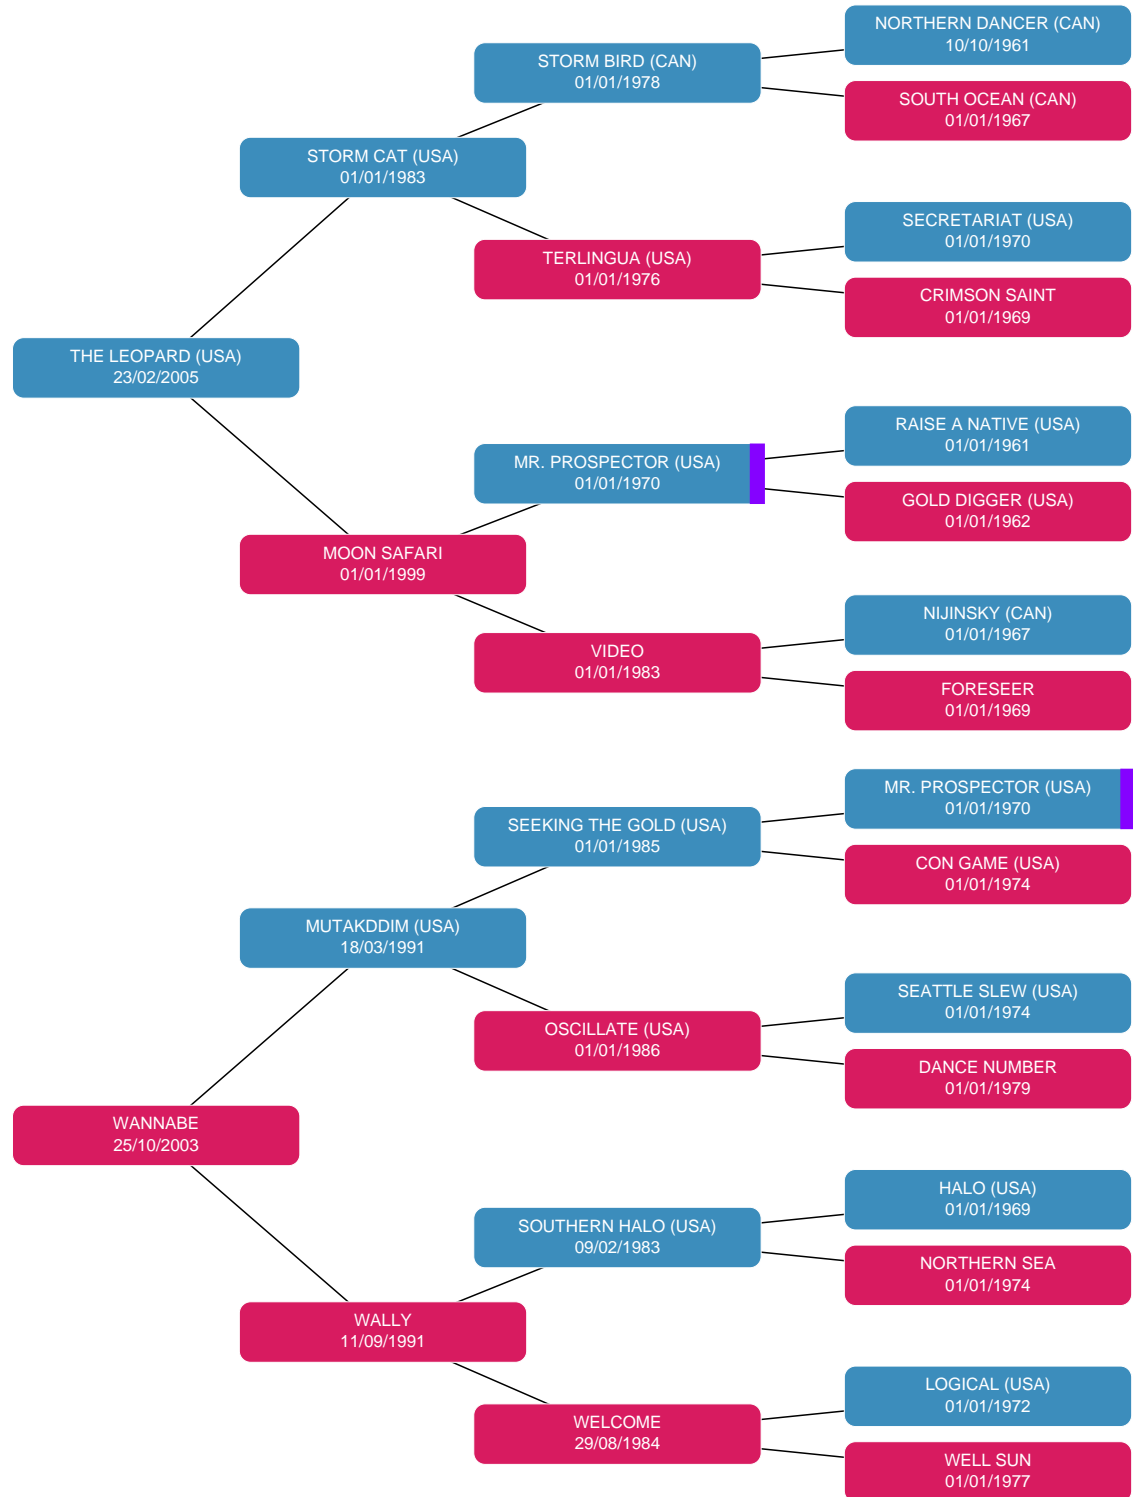 NORTHERN DANCER (CAN)
10/10/1961
STORM BIRD (CAN)
01/01/1978
SOUTH OCEAN (CAN)
01/01/1967
STORM CAT (USA)
01/01/1983
SECRETARIAT (USA)
01/01/1970
TERLINGUA (USA)
01/01/1976
CRIMSON SAINT
01/01/1969
THE LEOPARD (USA)
23/02/2005
RAISE A NATIVE (USA)
01/01/1961
MR. PROSPECTOR (USA)
01/01/1970
GOLD DIGGER (USA)
01/01/1962
MOON SAFARI
01/01/1999
NIJINSKY (CAN)
01/01/1967
VIDEO
01/01/1983
FORESEER
01/01/1969
MR. PROSPECTOR (USA)
01/01/1970
SEEKING THE GOLD (USA)
01/01/1985
CON GAME (USA)
01/01/1974
MUTAKDDIM (USA)
18/03/1991
SEATTLE SLEW (USA)
01/01/1974
OSCILLATE (USA)
01/01/1986
DANCE NUMBER
01/01/1979
WANNABE
25/10/2003
HALO (USA)
01/01/1969
SOUTHERN HALO (USA)
09/02/1983
NORTHERN SEA
01/01/1974
WALLY
11/09/1991
LOGICAL (USA)
01/01/1972
WELCOME
29/08/1984
WELL SUN
01/01/1977